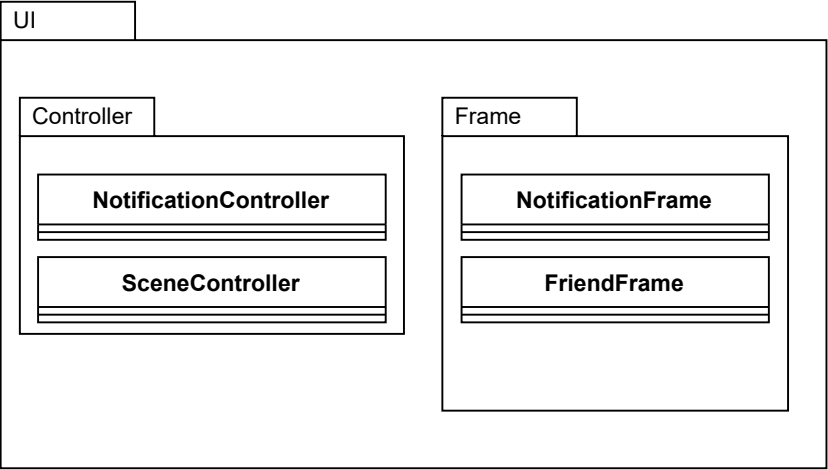 UI
Controller
NotificationController
SceneController
Frame
NotificationFrame
FriendFrame